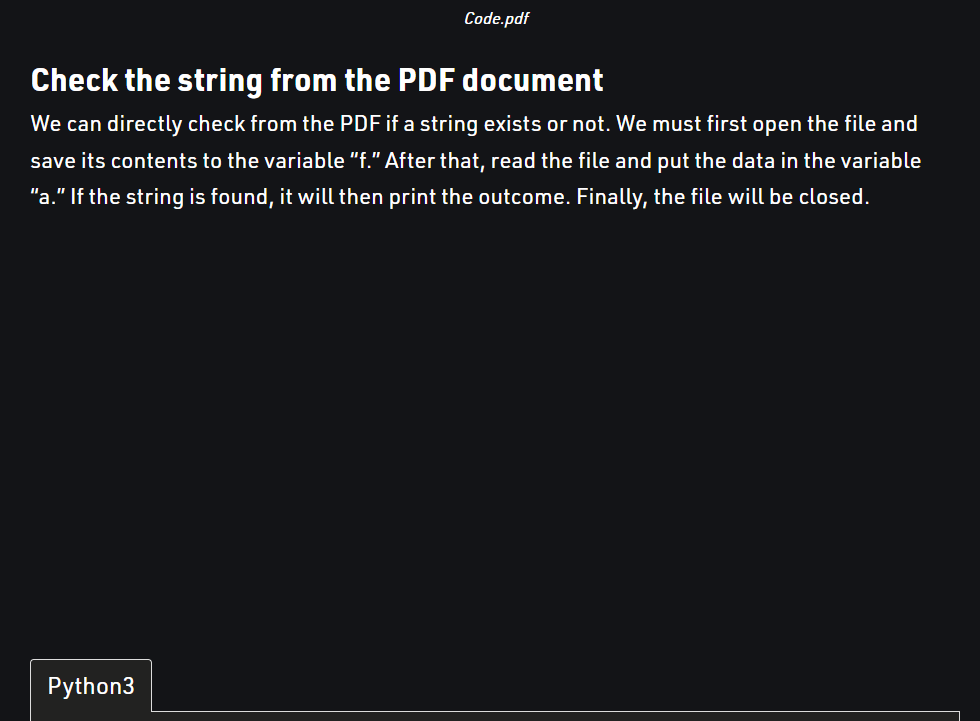 Code.pdf
Check the string from the PDF document
We can directly check from the PDF if a string exists or not. We must first open the file and
save its contents to the variable “f.” After that, read the file and put the data in the variable
“a.” If the string is found, it will then print the outcome. Finally, the file will be closed.
Python3